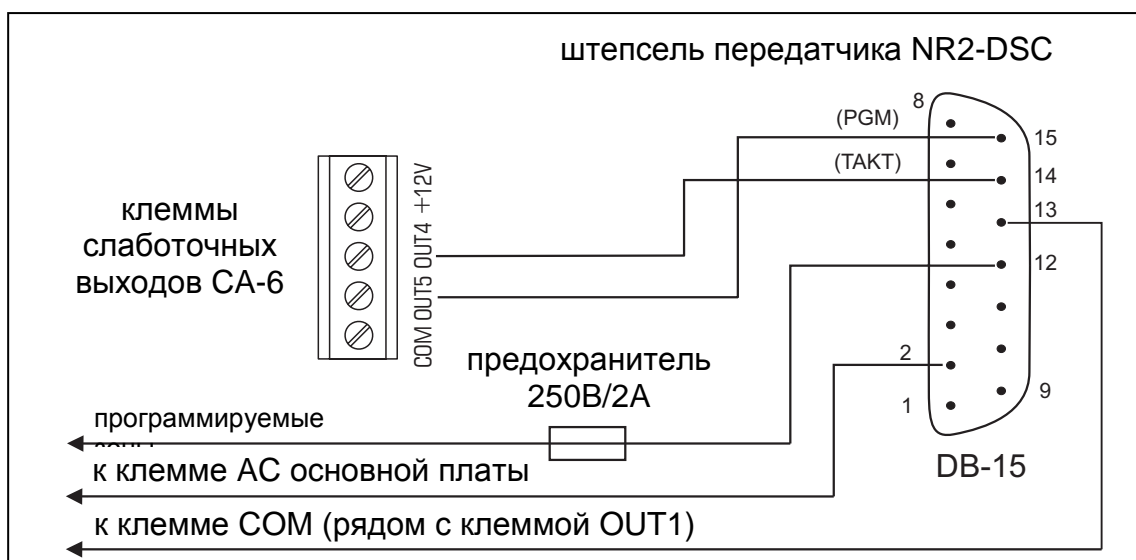 штепсель передатчика NR2-DSC
8
(PGM)
15
(TAKT)
14
13
12
клеммы
слаботочных
выходов CA-6
COM OUT5 OUT4 +12V
предохранитель
250В/2А
2
1
9
DB-15
программируемые
к клемме AC основной платы
к клемме COM (рядом с клеммой OUT1)